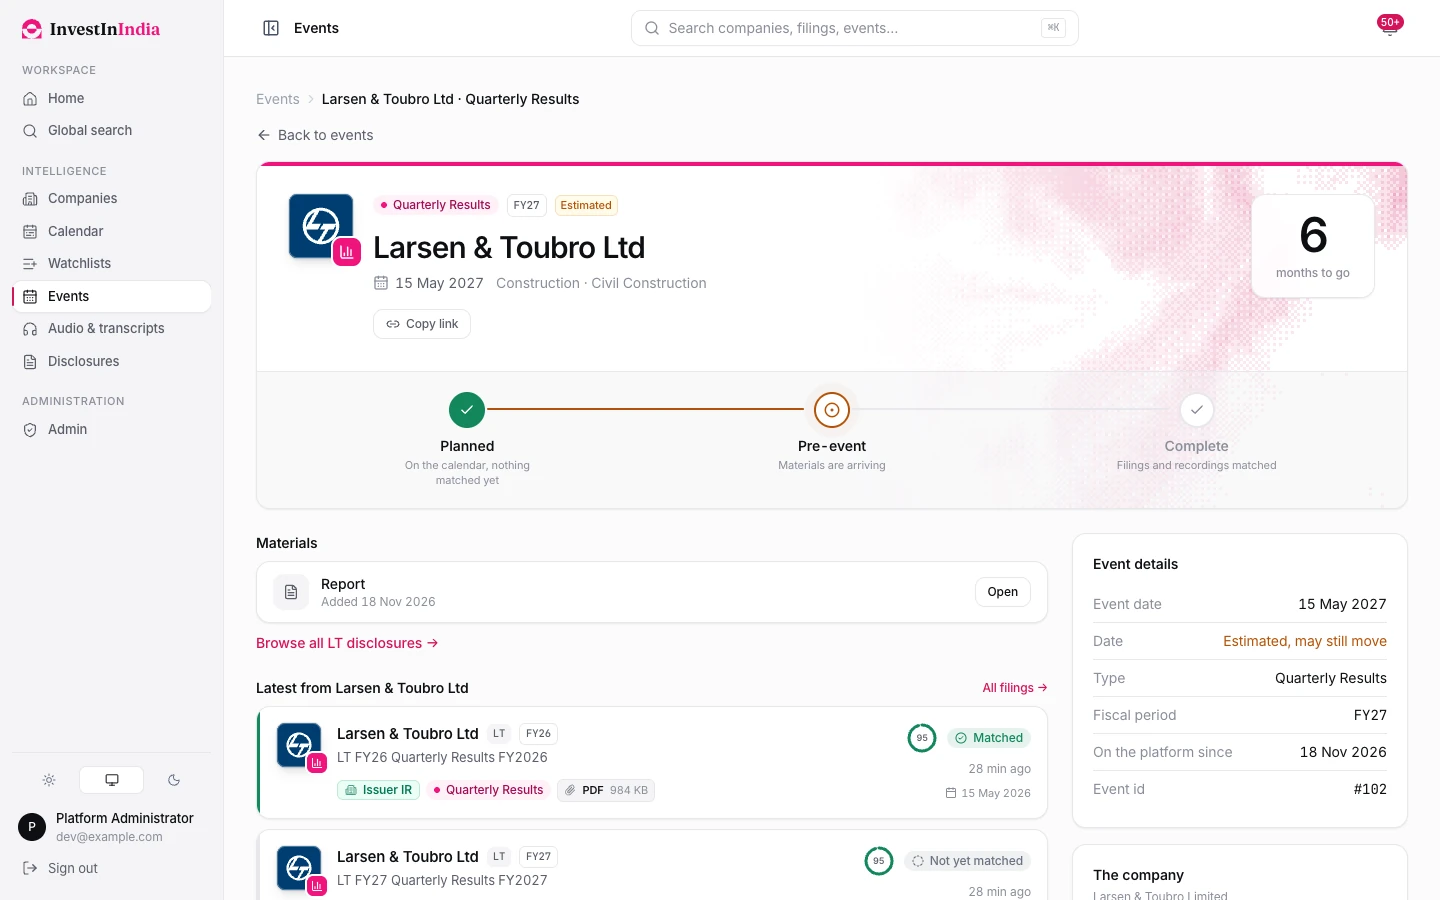 InvestInIndia
Events
Search companies, filings, events...
⌘K
50+
WORKSPACE
Home
Global search
INTELLIGENCE
Companies
Calendar
Watchlists
Events
Audio & transcripts
Disclosures
ADMINISTRATION
Admin
Platform Administrator
P
dev@example.com
Sign out
Events > Larsen & Toubro Ltd · Quarterly Results
← Back to events
Quarterly Results FY27 Estimated
Larsen & Toubro Ltd
15 May 2027 Construction · Civil Construction
Copy link
6
months to go
Planned
On the calendar, nothing
matched yet
Pre-event
Materials are arriving
Complete
Filings and recordings matched
Materials
Report
Added 18 Nov 2026
Open
Browse all LT disclosures →
Latest from Larsen & Toubro Ltd
All filings →
Larsen & Toubro Ltd LT FY26
LT FY26 Quarterly Results FY2026
Issuer IR Quarterly Results PDF 984 KB
95 Matched
28 min ago
15 May 2026
Larsen & Toubro Ltd LT FY27
LT FY27 Quarterly Results FY2027
95 Not yet matched
28 min ago
Event details
Event date 15 May 2027
Date Estimated, may still move
Type Quarterly Results
Fiscal period FY27
On the platform since 18 Nov 2026
Event id #102
The company
Larsen & Toubro Limited